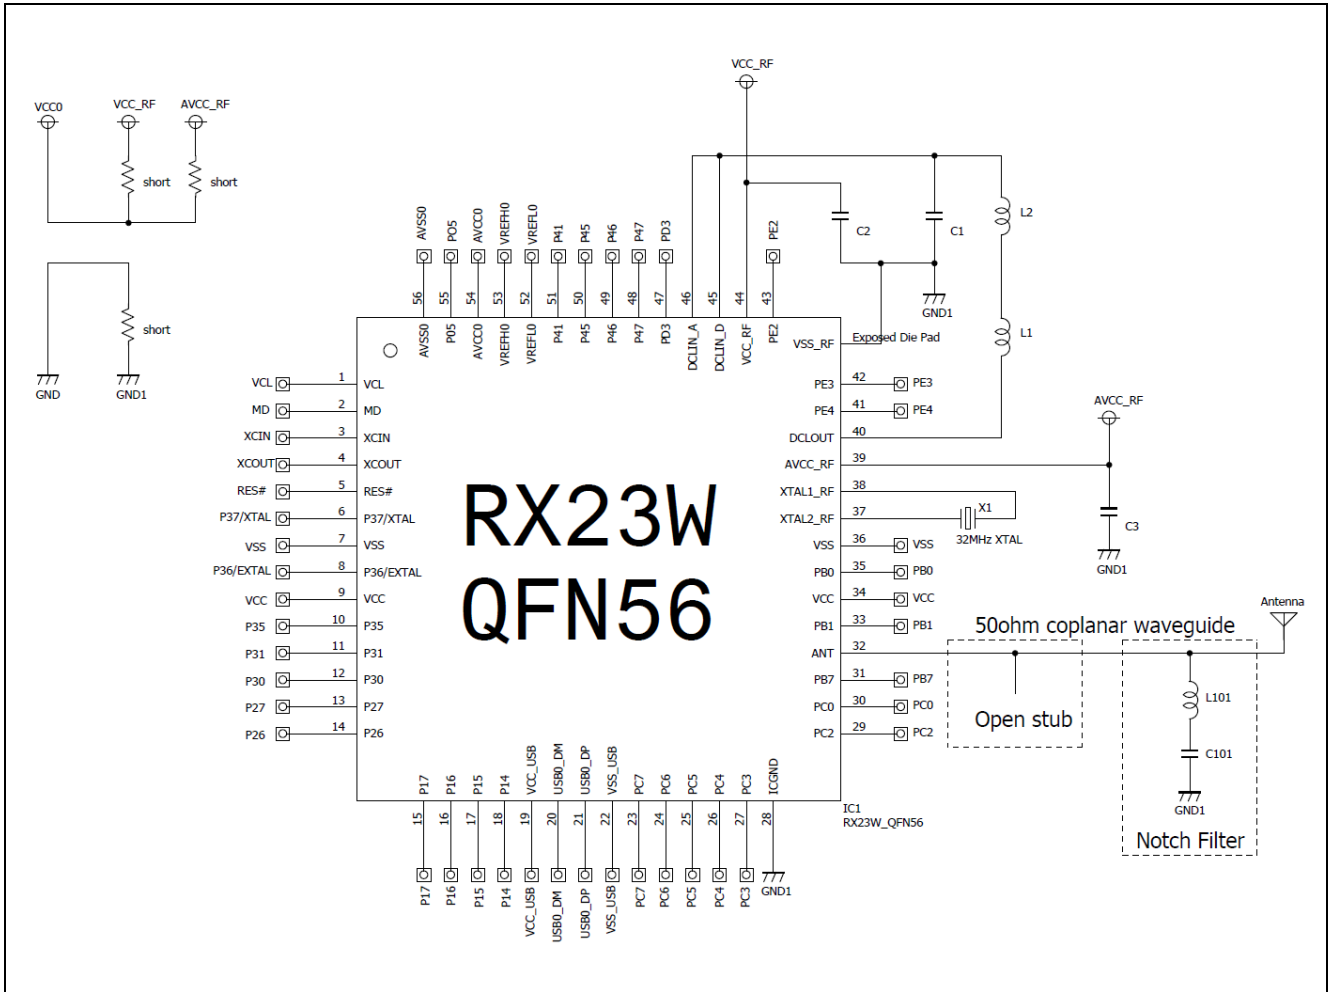 VCC_RF
VCC0
VCC_RF
AVCC_RF
short
short
short
GND
GND1
AVSS0
PO5
AVCC0
VREFH0
VREFL0
P41
P45
P46
P47
PD3
PE2
56
55
54
53
52
51
50
49
48
47
46
45
44
43
AVSS0
P05
AVCC0
VREFH0
VREFL0
P41
P45
P46
P47
PD3
DCLIN_A
DCLIN_D
VCC_RF
PE2
C2
C1
L2
GND1
L1
VSS_RF
Exposed Die Pad
VCL 1 VCL
MD 2 MD
XCIN 3 XCIN
XCOUT 4 XCOUT
RES# 5 RES#
P37/XTAL 6 P37/XTAL
VSS 7 VSS
P36/EXTAL 8 P36/EXTAL
VCC 9 VCC
P35 10 P35
P31 11 P31
P30 12 P30
P27 13 P27
P26 14 P26
RX23W
QFN56
PE3 42 PE3
PE4 41 PE4
DCLOUT 40
AVCC_RF 39
XTAL1_RF 38
XTAL2_RF 37
VSS 36 VSS
PB0 35 PB0
VCC 34 VCC
PB1 33 PB1
ANT 32
PB7 31 PB7
PC0 30 PC0
PC2 29 PC2
AVCC_RF
X1
32MHz XTAL
C3
GND1
Antenna
50ohm coplanar waveguide
Open stub
L101
C101
GND1
Notch Filter
P17
P16
P15
P14
VCC_USB
USB0_DM
USB0_DP
VSS_USB
PC7
PC6
PC5
PC4
PC3
ICGND
15
16
17
18
19
20
21
22
23
24
25
26
27
28
IC1
RX23W_QFN56
P17
P16
P15
P14
VCC_USB
USB0_DM
USB0_DP
VSS_USB
PC7
PC6
PC5
PC4
PC3
GND1